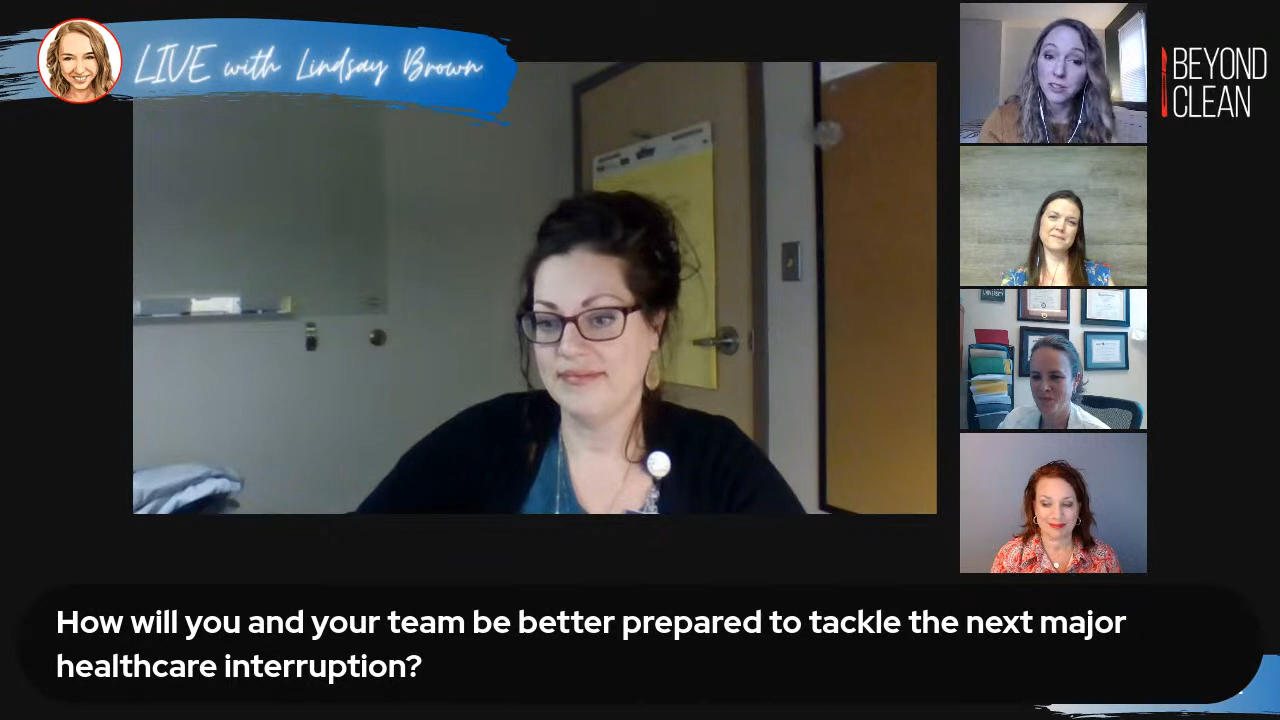 LIVE with Lindsay Brown
BEYOND
CLEAN
How will you and your team be better prepared to tackle the next major
healthcare interruption?